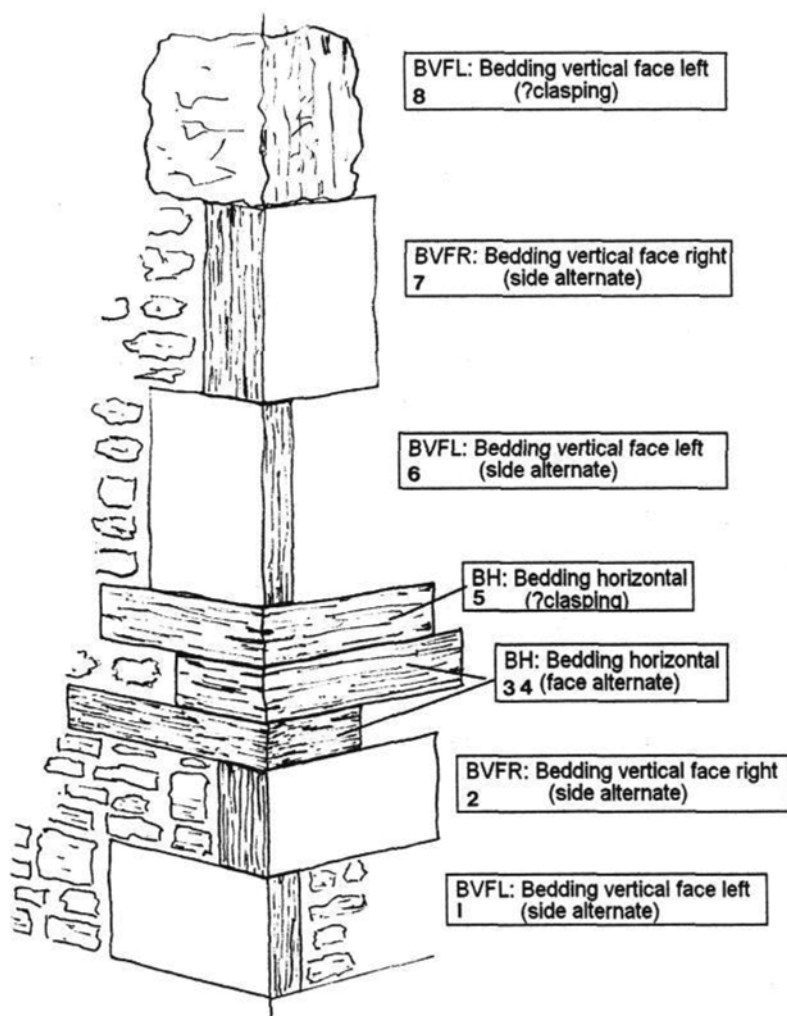 BVFL: Bedding vertical face left
8 (?clasping)
BVFR: Bedding vertical face right
7 (side alternate)
BVFL: Bedding vertical face left
6 (side alternate)
BH: Bedding horizontal
5 (?clasping)
BH: Bedding horizontal
3 4 (face alternate)
BVFR: Bedding vertical face right
2 (side alternate)
BVFL: Bedding vertical face left
I (side alternate)